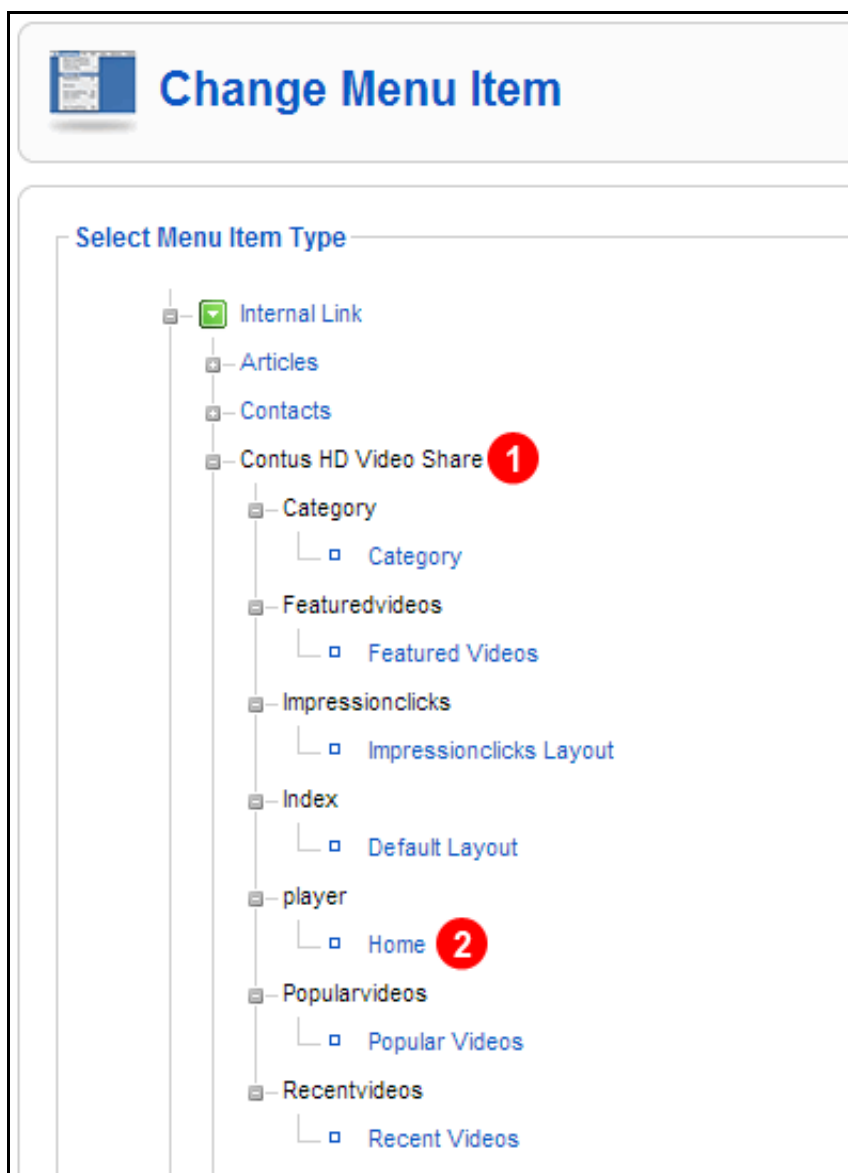 Change Menu Item
Select Menu Item Type
Internal Link
Articles
Contacts
Contus HD Video Share 1
Category
Category
Featuredvideos
Featured Videos
Impressionclicks
Impressionclicks Layout
Index
Default Layout
player
Home 2
Popularvideos
Popular Videos
Recentvideos
Recent Videos